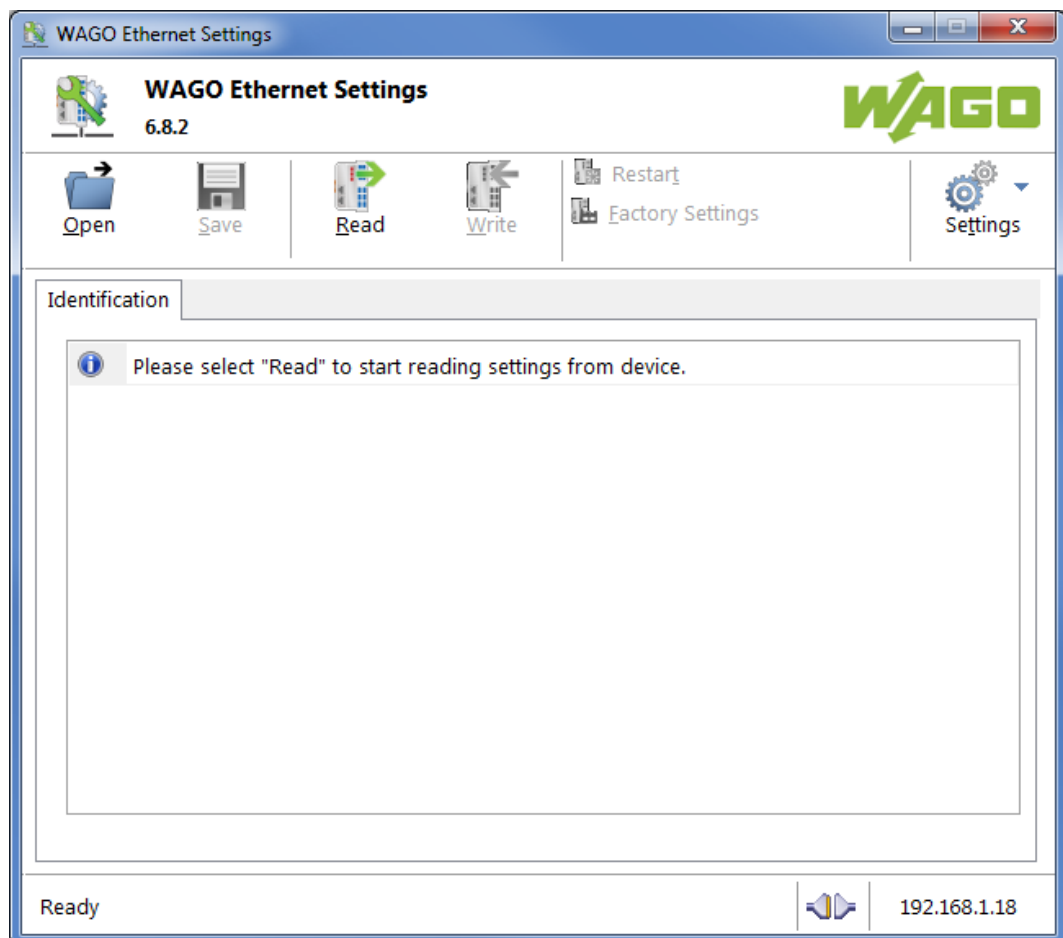 WAGO Ethernet Settings
WAGO Ethernet Settings
6.8.2
WAGO
Open
Save
Read
Write
Restart
Factory Settings
Settings
Identification
Please select "Read" to start reading settings from device.
Ready
192.168.1.18